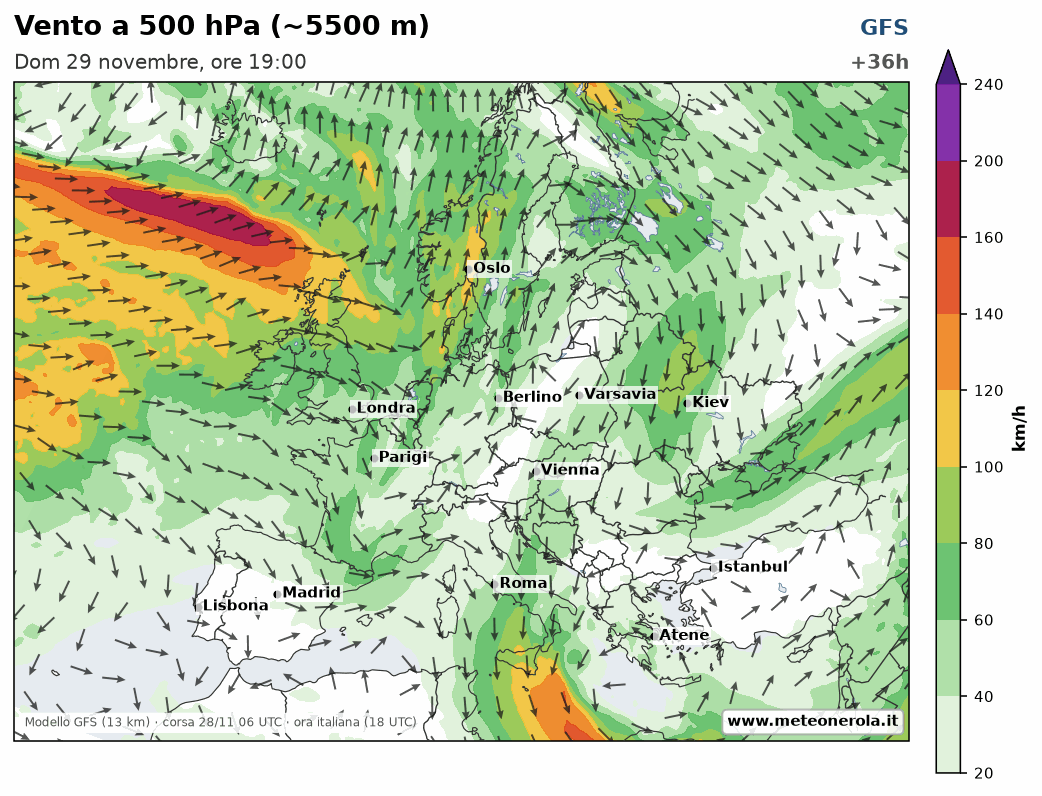 Vento a 500 hPa (~5500 m)
GFS
Dom 29 novembre, ore 19:00
+36h
240
200
160
140
120
100
80
60
40
20
km/h
Oslo
Berlino
Varsavia
Kiev
Londra
Parigi
Vienna
Istanbul
Roma
Madrid
Lisbona
Atene
Modello GFS (13 km) · corsa 28/11 06 UTC · ora italiana (18 UTC)
www.meteonerola.it